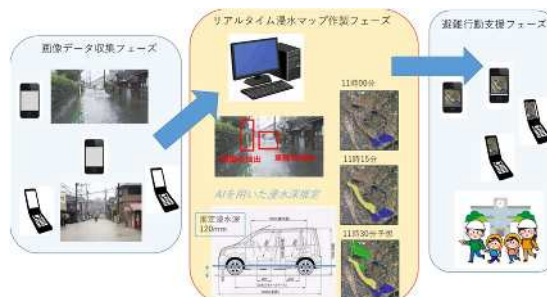 画像データ収集フェーズ
リアルタイム浸水マップ作製フェーズ
11時00分
11時15分
AIを用いた浸水深推定
推定浸水深
120mm
11時30分予想
避難行動支援フェーズ